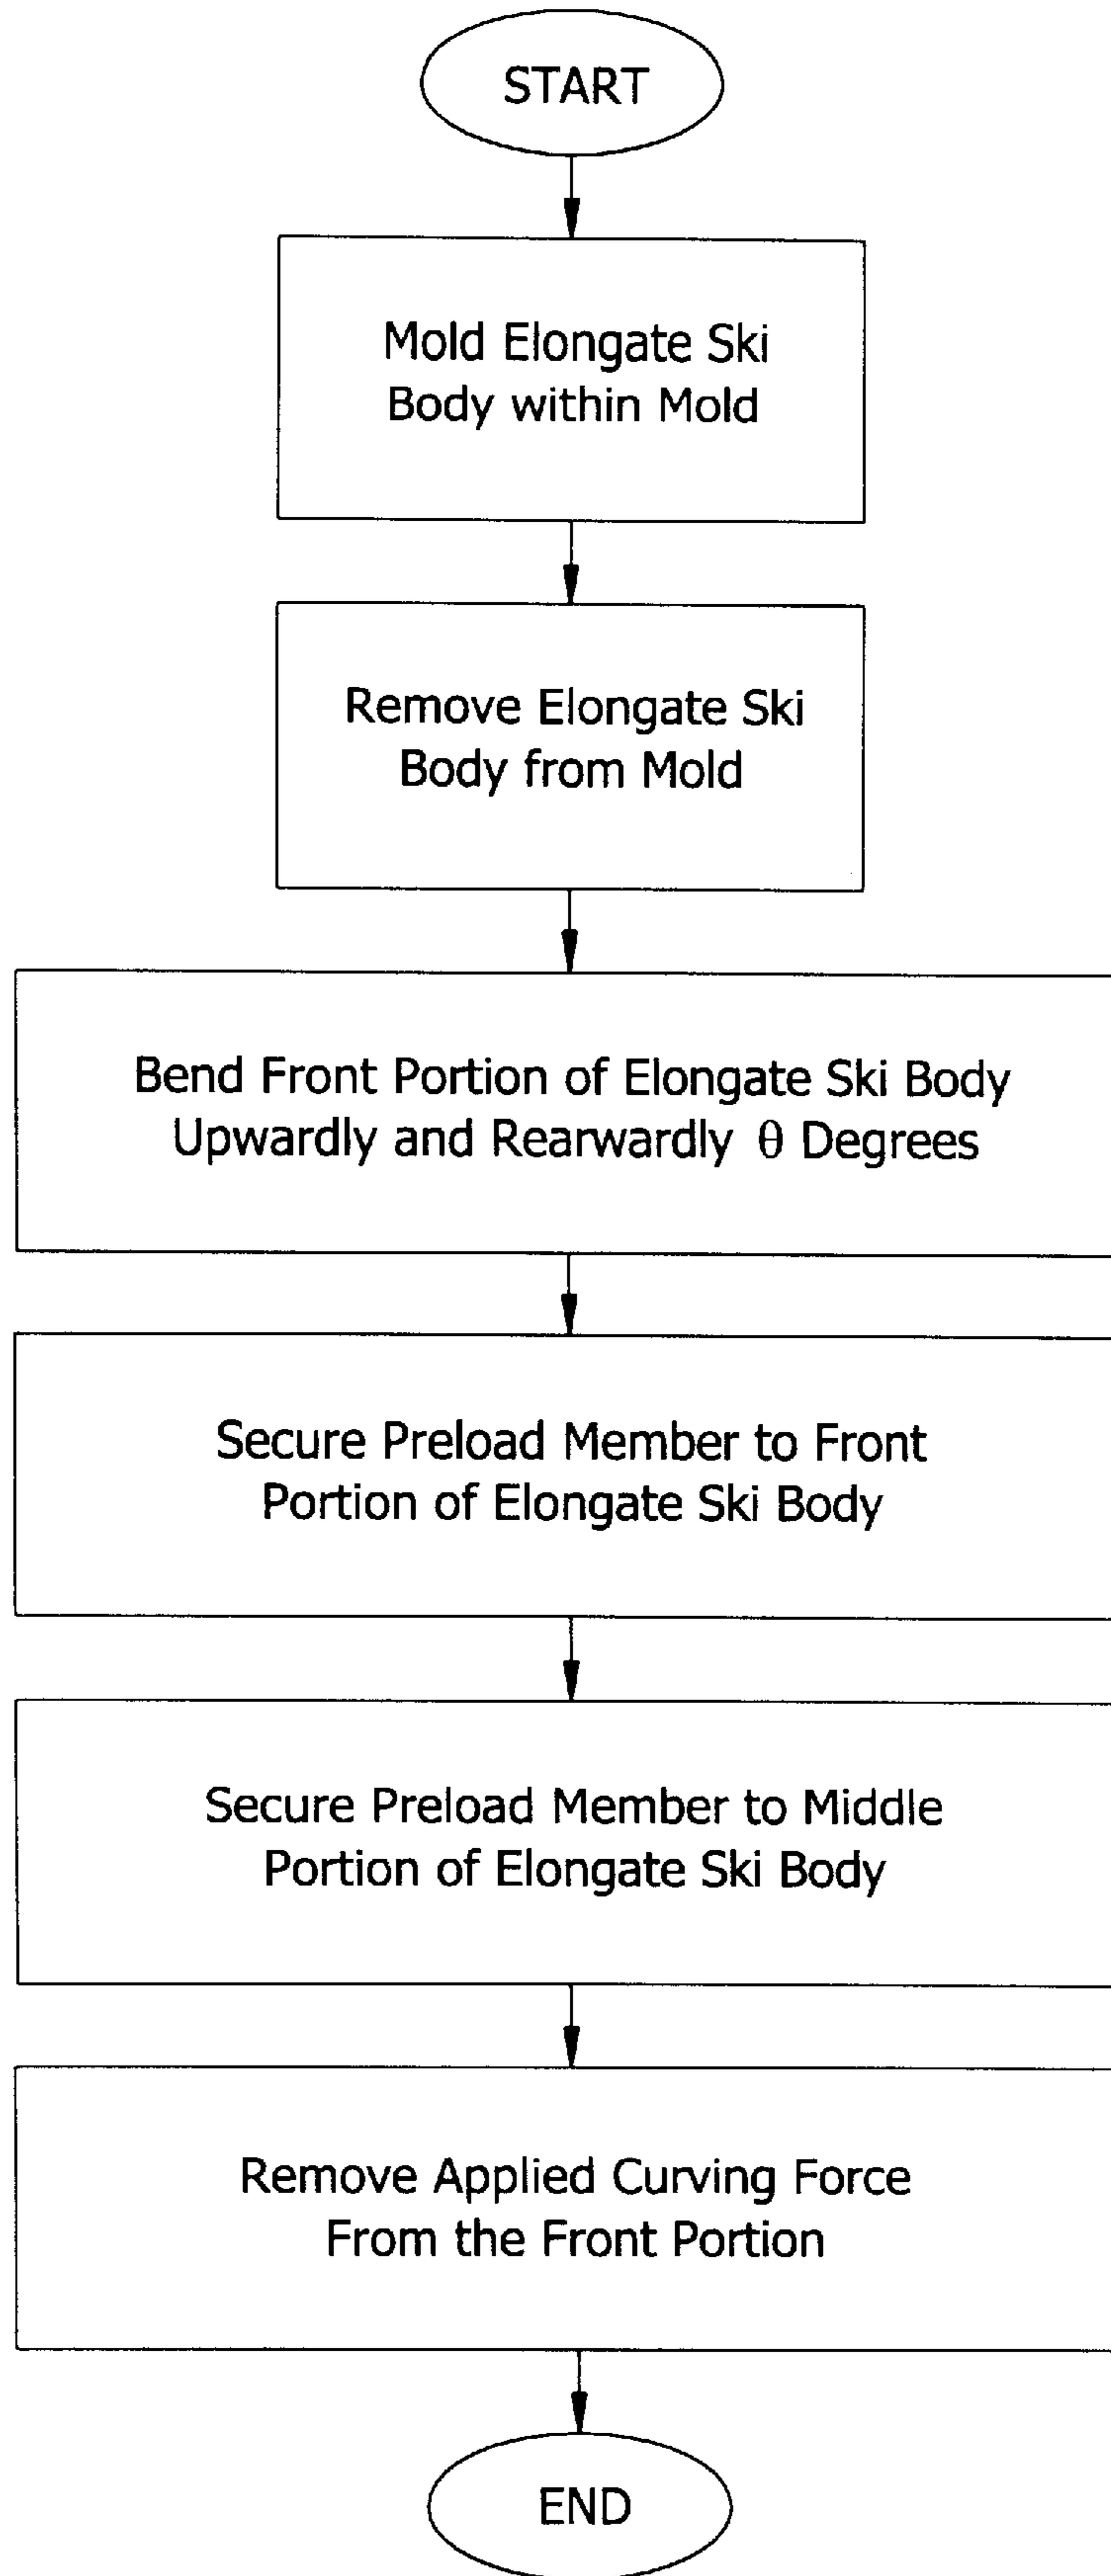 START
Mold Elongate Ski
Body within Mold
Remove Elongate Ski
Body from Mold
Bend Front Portion of Elongate Ski Body
Upwardly and Rearwardly θ Degrees
Secure Preload Member to Front
Portion of Elongate Ski Body
Secure Preload Member to Middle
Portion of Elongate Ski Body
Remove Applied Curving Force
From the Front Portion
END